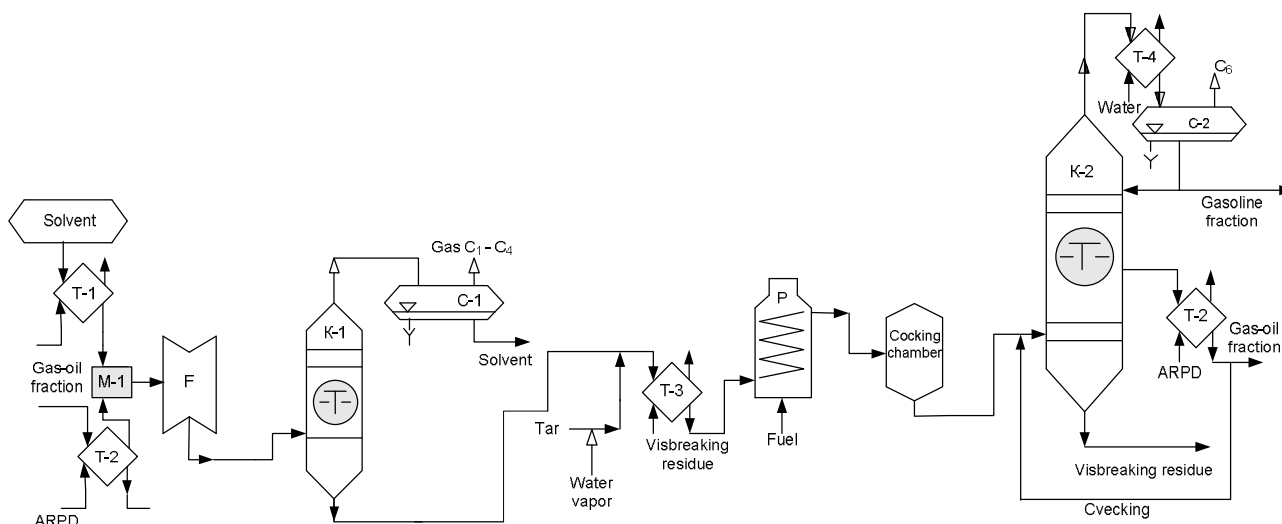 Solvent
T-1
Gas-oil
fraction
M-1
T-2
ARPD
F
K-1
Gas C₁ - C₄
C-1
Solvent
Tar
Water
vapor
T-3
Visbreaking
residue
P
Fuel
Cocking
chamber
K-2
T-4
Water
C₆
C-2
Gasoline
fraction
T-2
ARPD
Gas-oil
fraction
Visbreaking residue
Cvecking